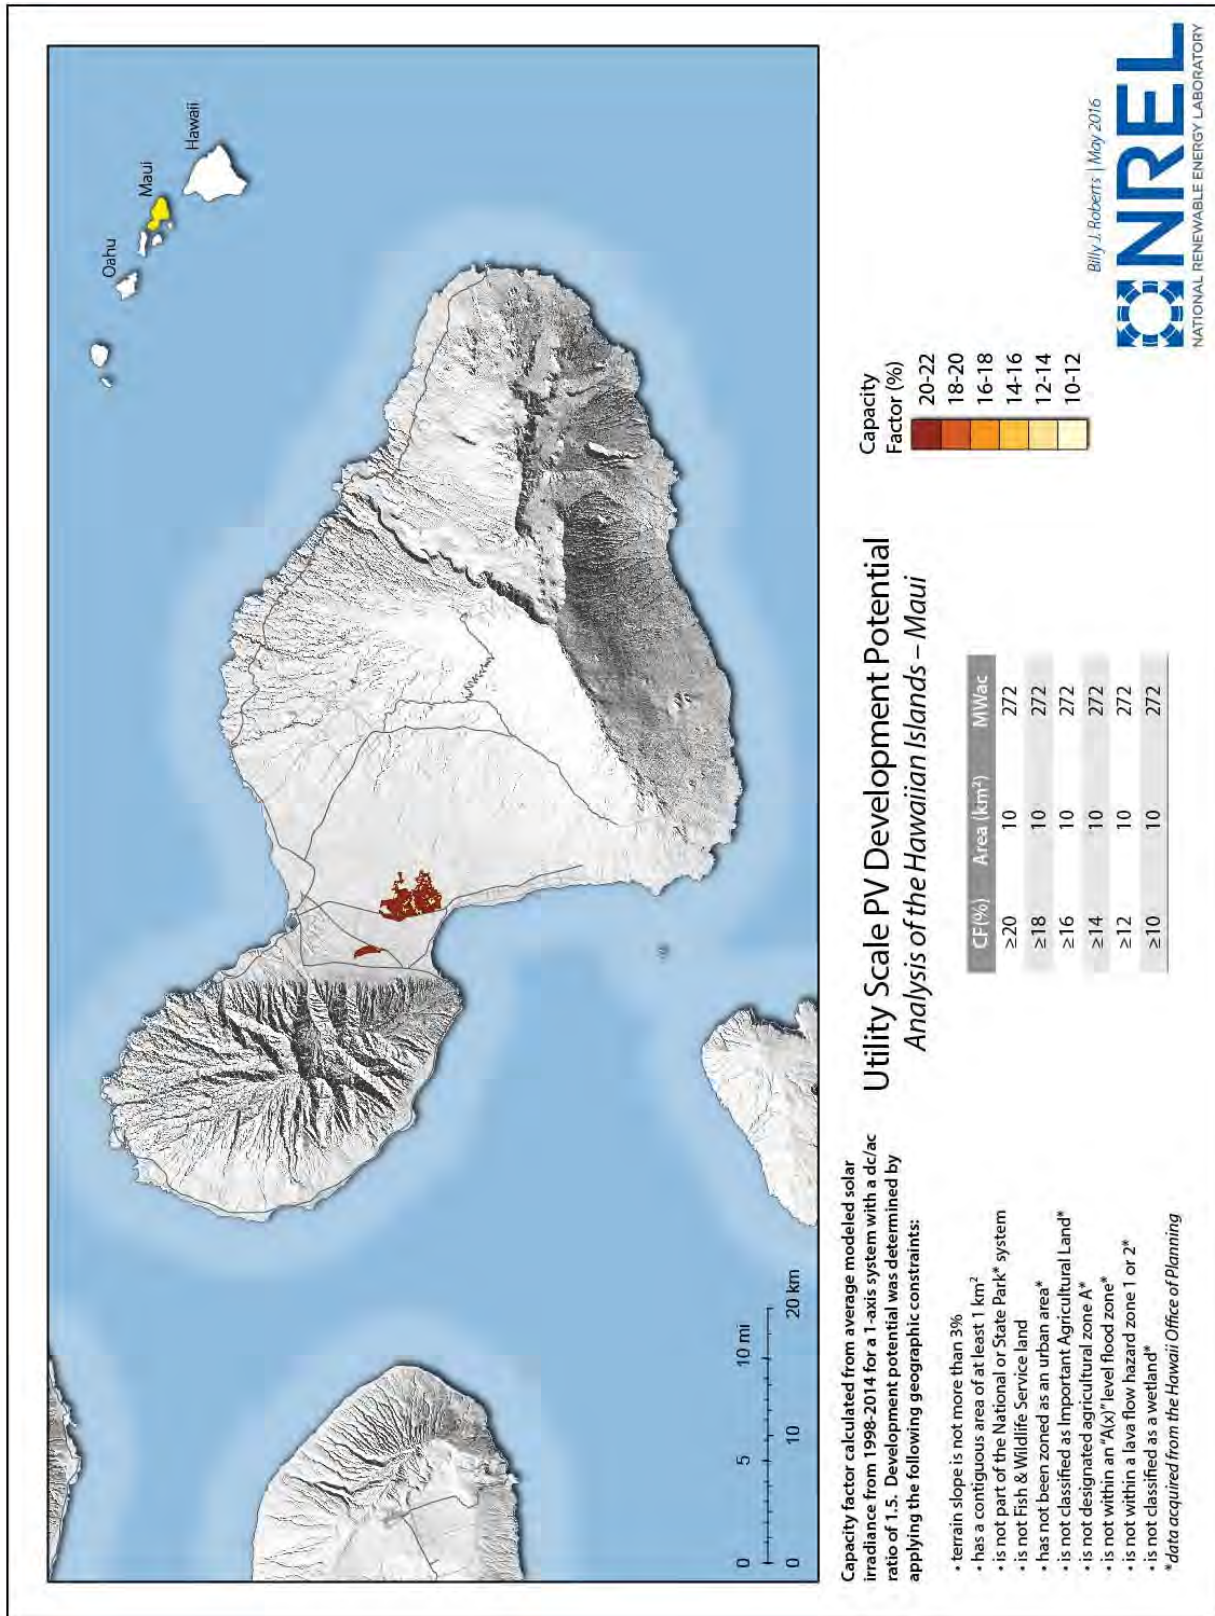 Oahu
Maui
Hawaii
0 5 10 mi
0 10 20 km
Capacity factor calculated from average modeled solar
irradiance from 1998-2014 for a 1-axis system with a dc/ac
ratio of 1.5. Development potential was determined by
applying the following geographic constraints:
• terrain slope is not more than 3%
• has a contiguous area of at least 1 km²
• is not part of the National or State Park* system
• is not Fish & Wildlife Service land
• has not been zoned as an urban area*
• is not classified as Important Agricultural Land*
• is not designated agricultural zone A*
• is not within an "A(x)" level flood zone*
• is not within a lava flow hazard zone 1 or 2*
• is not classified as a wetland*
*data acquired from the Hawaii Office of Planning
Utility Scale PV Development Potential
Analysis of the Hawaiian Islands – Maui
CF(%) Area (km²) MWac
≥20 10 272
≥18 10 272
≥16 10 272
≥14 10 272
≥12 10 272
≥10 10 272
Capacity
Factor (%)
20-22
18-20
16-18
14-16
12-14
10-12
Billy J. Roberts | May 2016
NREL
NATIONAL RENEWABLE ENERGY LABORATORY